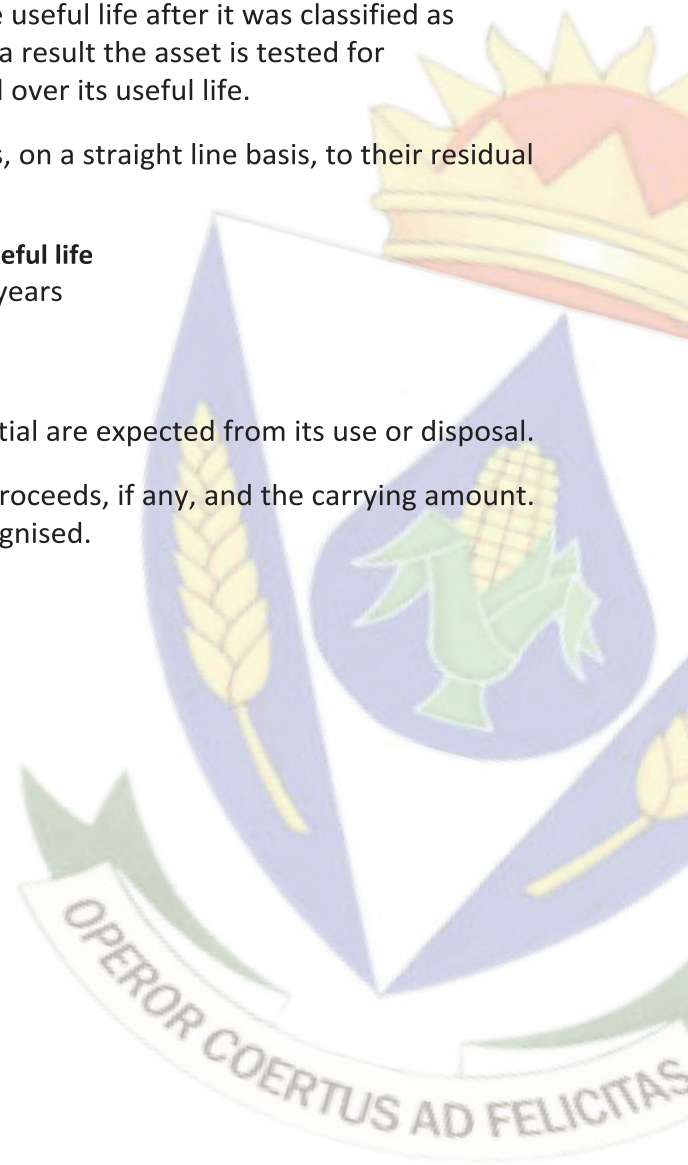 e useful life after it was classified as
a result the asset is tested for
l over its useful life.
s, on a straight line basis, to their residual
eful life
years
tial are expected from its use or disposal.
roceeds, if any, and the carrying amount.
gnised.
OPEROR COERTUS AD FELICITAS